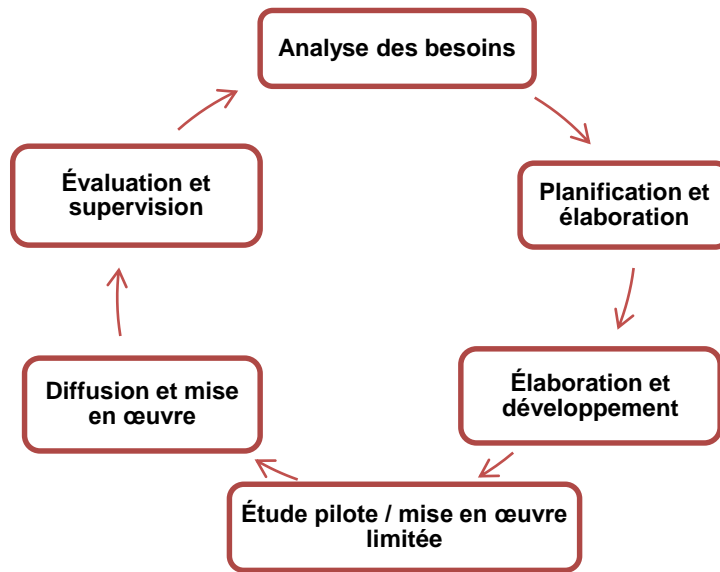 Analyse des besoins
Planification et
élaboration
Élaboration et
développement
Étude pilote / mise en œuvre
limitée
Diffusion et mise
en œuvre
Évaluation et
supervision